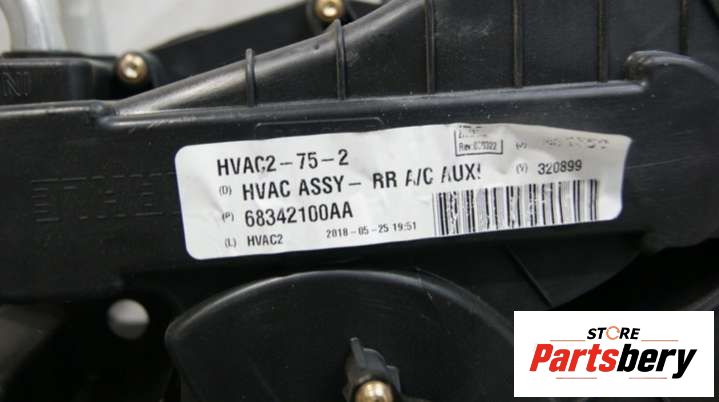 HVAC2-75-2
(D) HVAC ASSY- RR A/C AUX!
(V) 320899
(P) 68342100AA
(L) HVAC2
2018-05-25 19:51
STORE
Partsbery